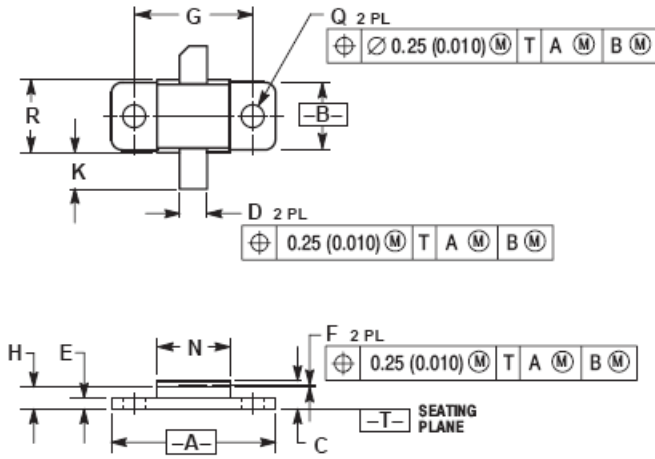 G
Q 2 PL
⌖ ∅ 0.25 (0.010) Ⓜ T A Ⓜ B Ⓜ
R
-B-
K
D 2 PL
⌖ 0.25 (0.010) Ⓜ T A Ⓜ B Ⓜ
H E N F 2 PL
⌖ 0.25 (0.010) Ⓜ T A Ⓜ B Ⓜ
-T- SEATING
PLANE
-A-
C